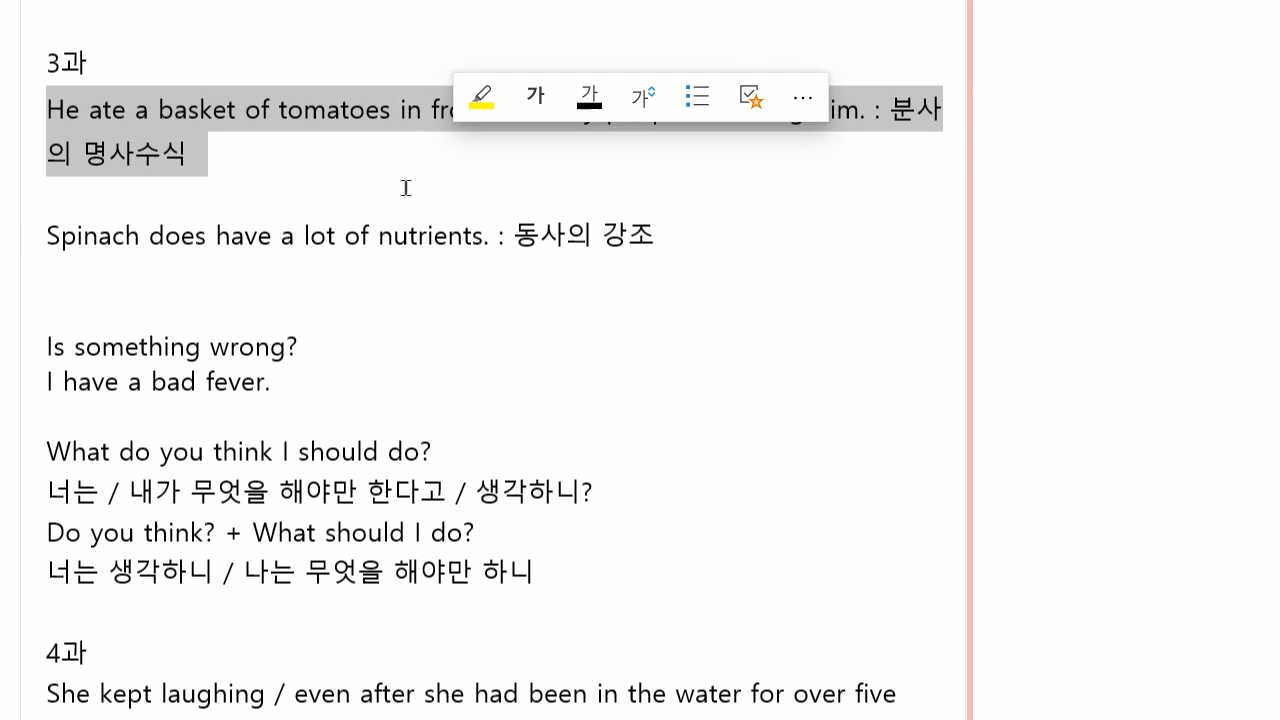 3과
He ate a basket of tomatoes in im. : 분사
의 명사수식
가 가 가
Spinach does have a lot of nutrients. : 동사의 강조
Is something wrong?
I have a bad fever.
What do you think I should do?
너는 / 내가 무엇을 해야만 한다고 / 생각하니?
Do you think? + What should I do?
너는 생각하니 / 나는 무엇을 해야만 하니
4과
She kept laughing / even after she had been in the water for over five